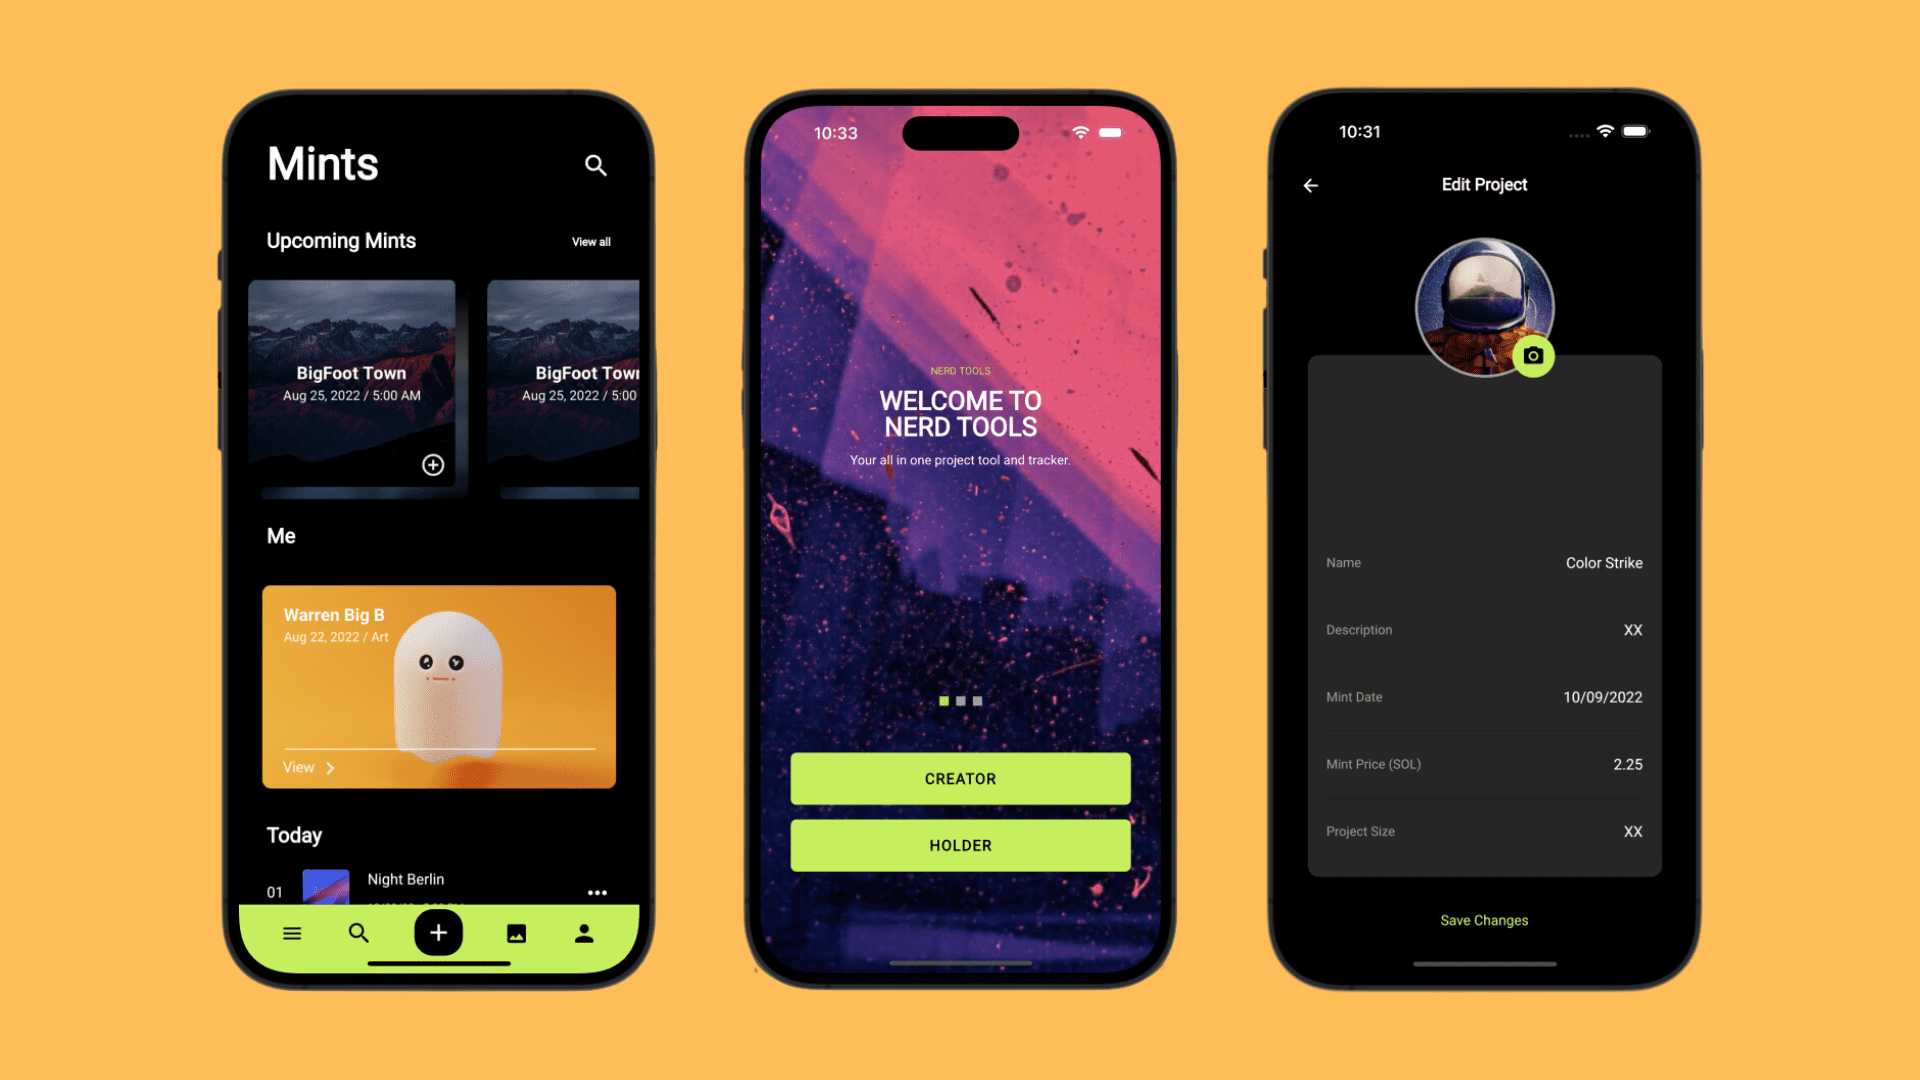 Mints
Upcoming Mints
View all
BigFoot Town
Aug 25, 2022 / 5:00 AM
BigFoot Town
Aug 25, 2022 / 5:00
Me
Warren Big B
Aug 22, 2022 / Art
View
Today
01
Night Berlin
10:33
NERD TOOLS
WELCOME TO
NERD TOOLS
Your all in one project tool and tracker.
CREATOR
HOLDER
10:31
Edit Project
Name
Color Strike
Description
XX
Mint Date
10/09/2022
Mint Price (SOL)
2.25
Project Size
XX
Save Changes